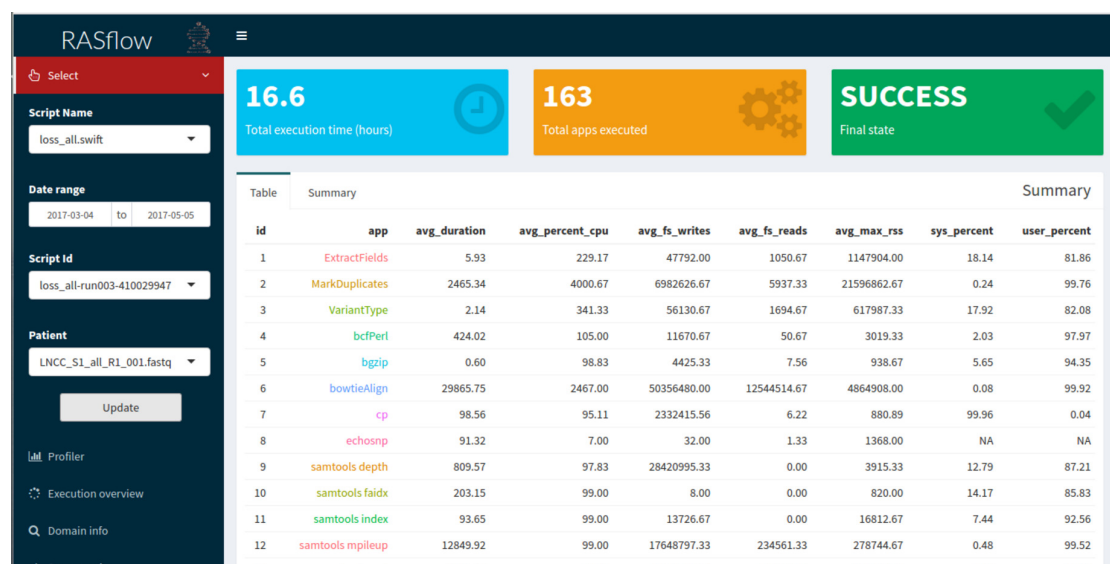 RASflow
Select
Script Name
loss_all.swift
Date range
2017-03-04 to 2017-05-05
Script Id
loss_all-run003-410029947
Patient
LNCC_S1_all_R1_001.fastq
Update
Profiler
Execution overview
Domain info
16.6
Total execution time (hours)
163
Total apps executed
SUCCESS
Final state
Table Summary Summary
id app avg_duration avg_percent_cpu avg_fs_writes avg_fs_reads avg_max_rss sys_percent user_percent
1 ExtractFields 5.93 229.17 47792.00 1050.67 1147904.00 18.14 81.86
2 MarkDuplicates 2465.34 4000.67 6982626.67 5937.33 21596862.67 0.24 99.76
3 VariantType 2.14 341.33 56130.67 1694.67 617987.33 17.92 82.08
4 bcfPerl 424.02 105.00 11670.67 50.67 3019.33 2.03 97.97
5 bgzip 0.60 98.83 4425.33 7.56 938.67 5.65 94.35
6 bowtieAlign 29865.75 2467.00 50356480.00 12544514.67 4864908.00 0.08 99.92
7 cp 98.56 95.11 2332415.56 6.22 880.89 99.96 0.04
8 echosnp 91.32 7.00 32.00 1.33 1368.00 NA NA
9 samtools depth 809.57 97.83 28420995.33 0.00 3915.33 12.79 87.21
10 samtools faidx 203.15 99.00 8.00 0.00 820.00 14.17 85.83
11 samtools index 93.65 99.00 13726.67 0.00 16812.67 7.44 92.56
12 samtools mpileup 12849.92 99.00 17648797.33 234561.33 278744.67 0.48 99.52